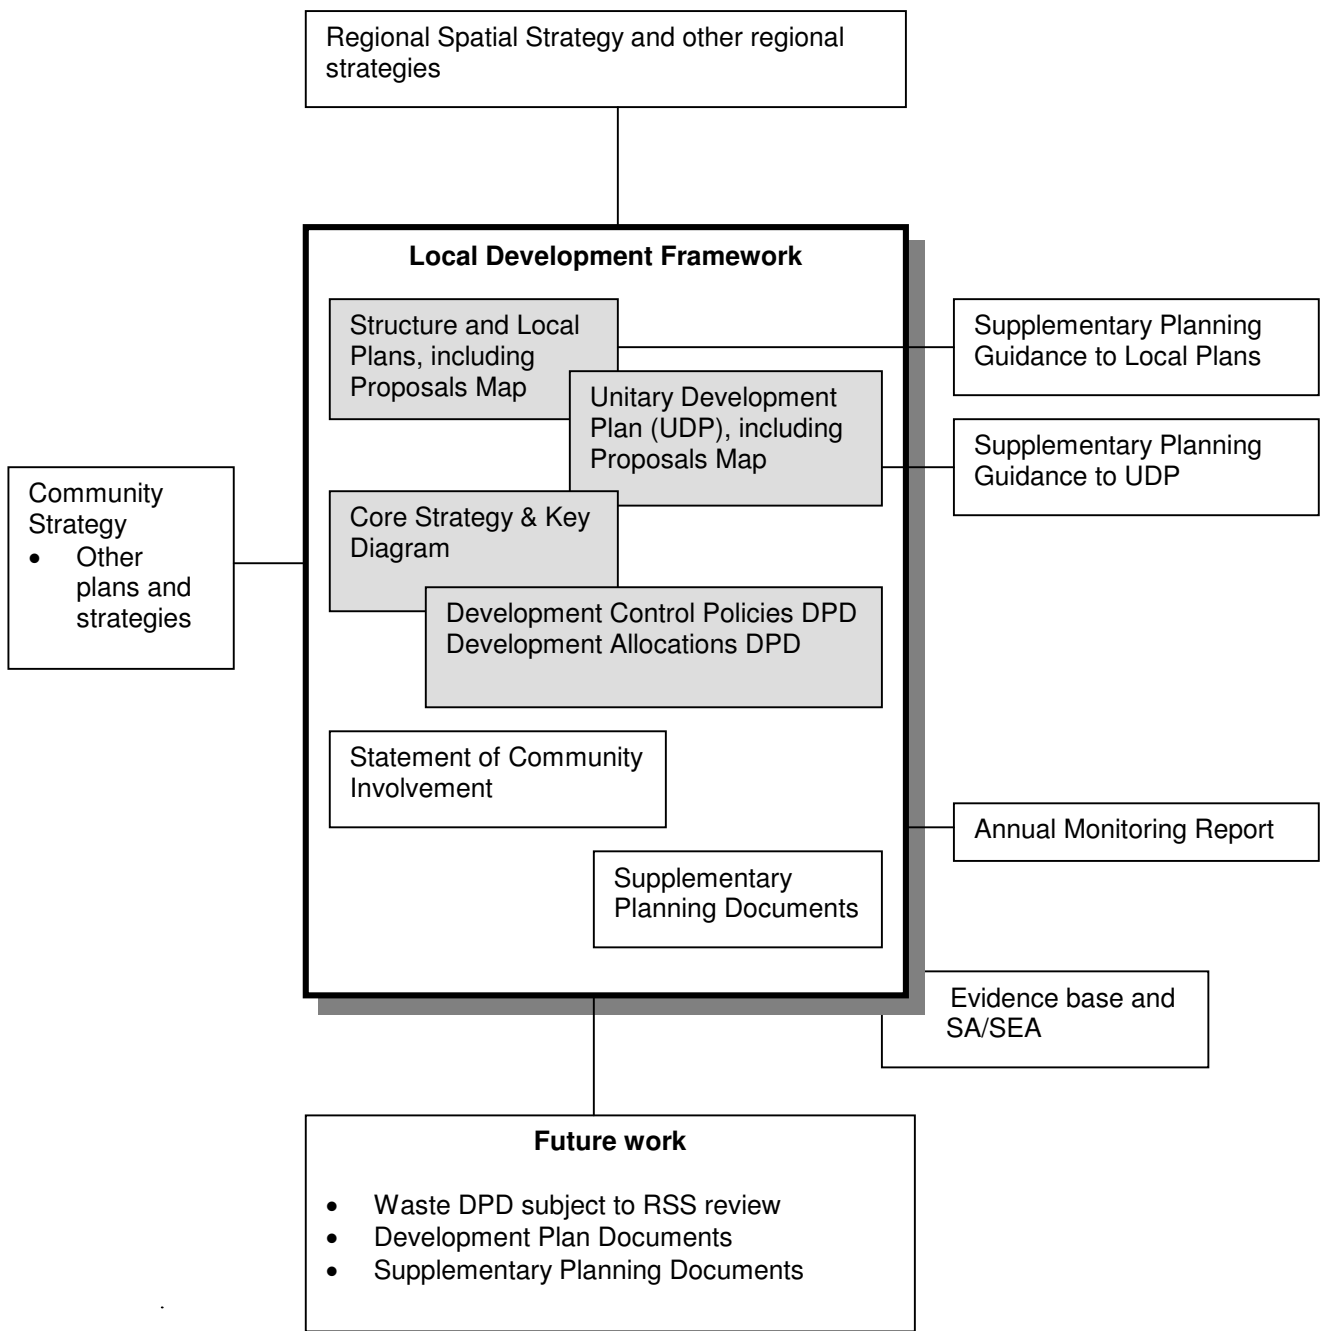 Regional Spatial Strategy and other regional
strategies
Local Development Framework
Structure and Local
Plans, including
Proposals Map
Supplementary Planning
Guidance to Local Plans
Unitary Development
Plan (UDP), including
Proposals Map
Supplementary Planning
Guidance to UDP
Community
Strategy
• Other
plans and
strategies
Core Strategy & Key
Diagram
Development Control Policies DPD
Development Allocations DPD
Statement of Community
Involvement
Annual Monitoring Report
Supplementary
Planning Documents
Evidence base and
SA/SEA
Future work
• Waste DPD subject to RSS review
• Development Plan Documents
• Supplementary Planning Documents